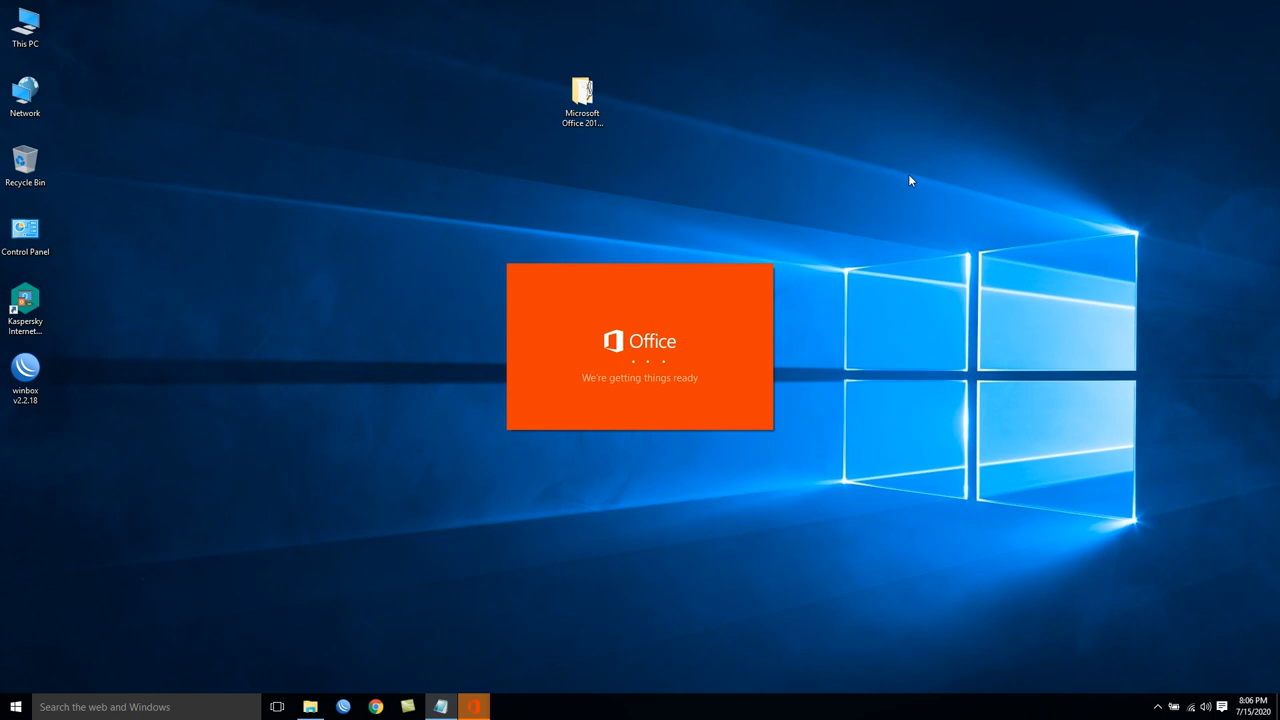 This PC
Network
Recycle Bin
Control Panel
Kaspersky
Internet...
winbox
v2.2.18
Microsoft
Office 201...
Office
We're getting things ready
Search the web and Windows
8:06 PM
7/15/2020